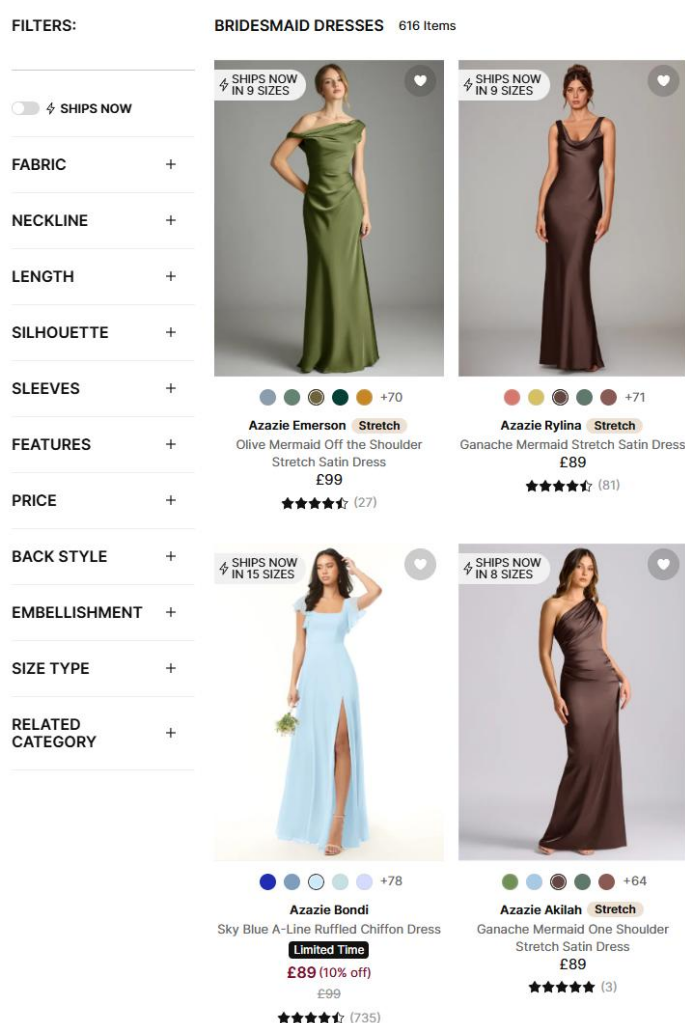 FILTERS:
SHIPS NOW
FABRIC +
NECKLINE +
LENGTH +
SILHOUETTE +
SLEEVES +
FEATURES +
PRICE +
BACK STYLE +
EMBELLISHMENT +
SIZE TYPE +
RELATED
CATEGORY +
BRIDESMAID DRESSES 616 Items
SHIPS NOW
IN 9 SIZES
+70
Azazie Emerson Stretch
Olive Mermaid Off the Shoulder
Stretch Satin Dress
£99
(27)
SHIPS NOW
IN 9 SIZES
+71
Azazie Rylina Stretch
Ganache Mermaid Stretch Satin Dress
£89
(81)
SHIPS NOW
IN 15 SIZES
+78
Azazie Bondi
Sky Blue A-Line Ruffled Chiffon Dress
Limited Time
£89 (10% off)
£99
(735)
SHIPS NOW
IN 8 SIZES
+64
Azazie Akilah Stretch
Ganache Mermaid One Shoulder
Stretch Satin Dress
£89
(3)